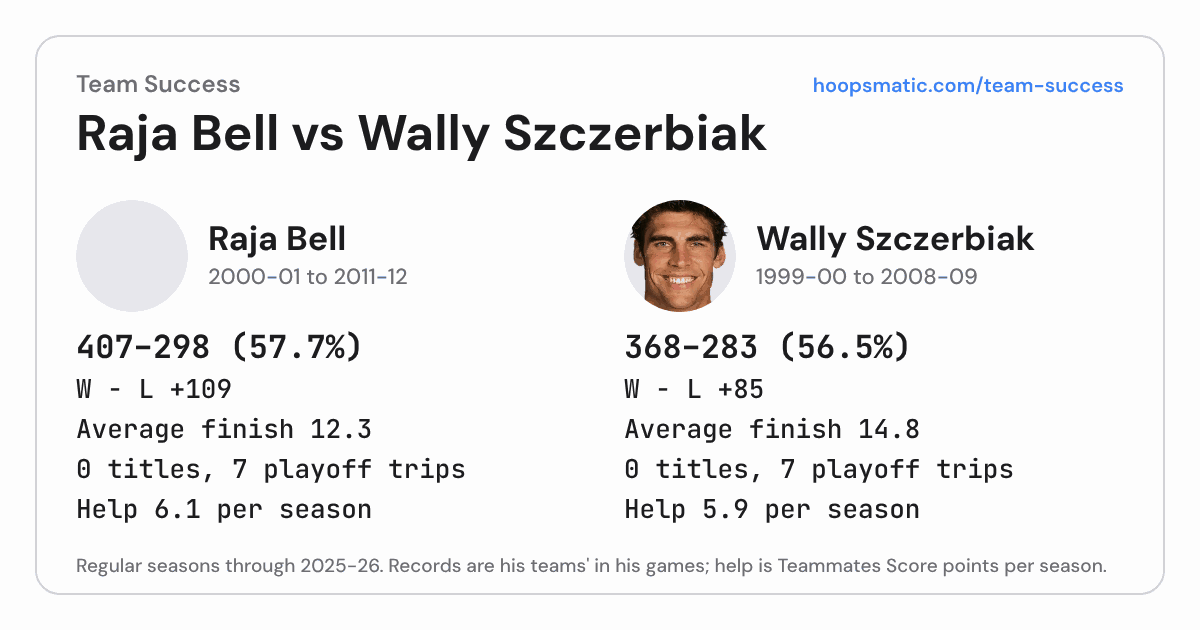 Team Success
hoopsmatic.com/team-success
Raja Bell vs Wally Szczerbiak
Raja Bell
2000-01 to 2011-12
407-298 (57.7%)
W - L +109
Average finish 12.3
0 titles, 7 playoff trips
Help 6.1 per season
Wally Szczerbiak
1999-00 to 2008-09
368-283 (56.5%)
W - L +85
Average finish 14.8
0 titles, 7 playoff trips
Help 5.9 per season
Regular seasons through 2025-26. Records are his teams' in his games; help is Teammates Score points per season.